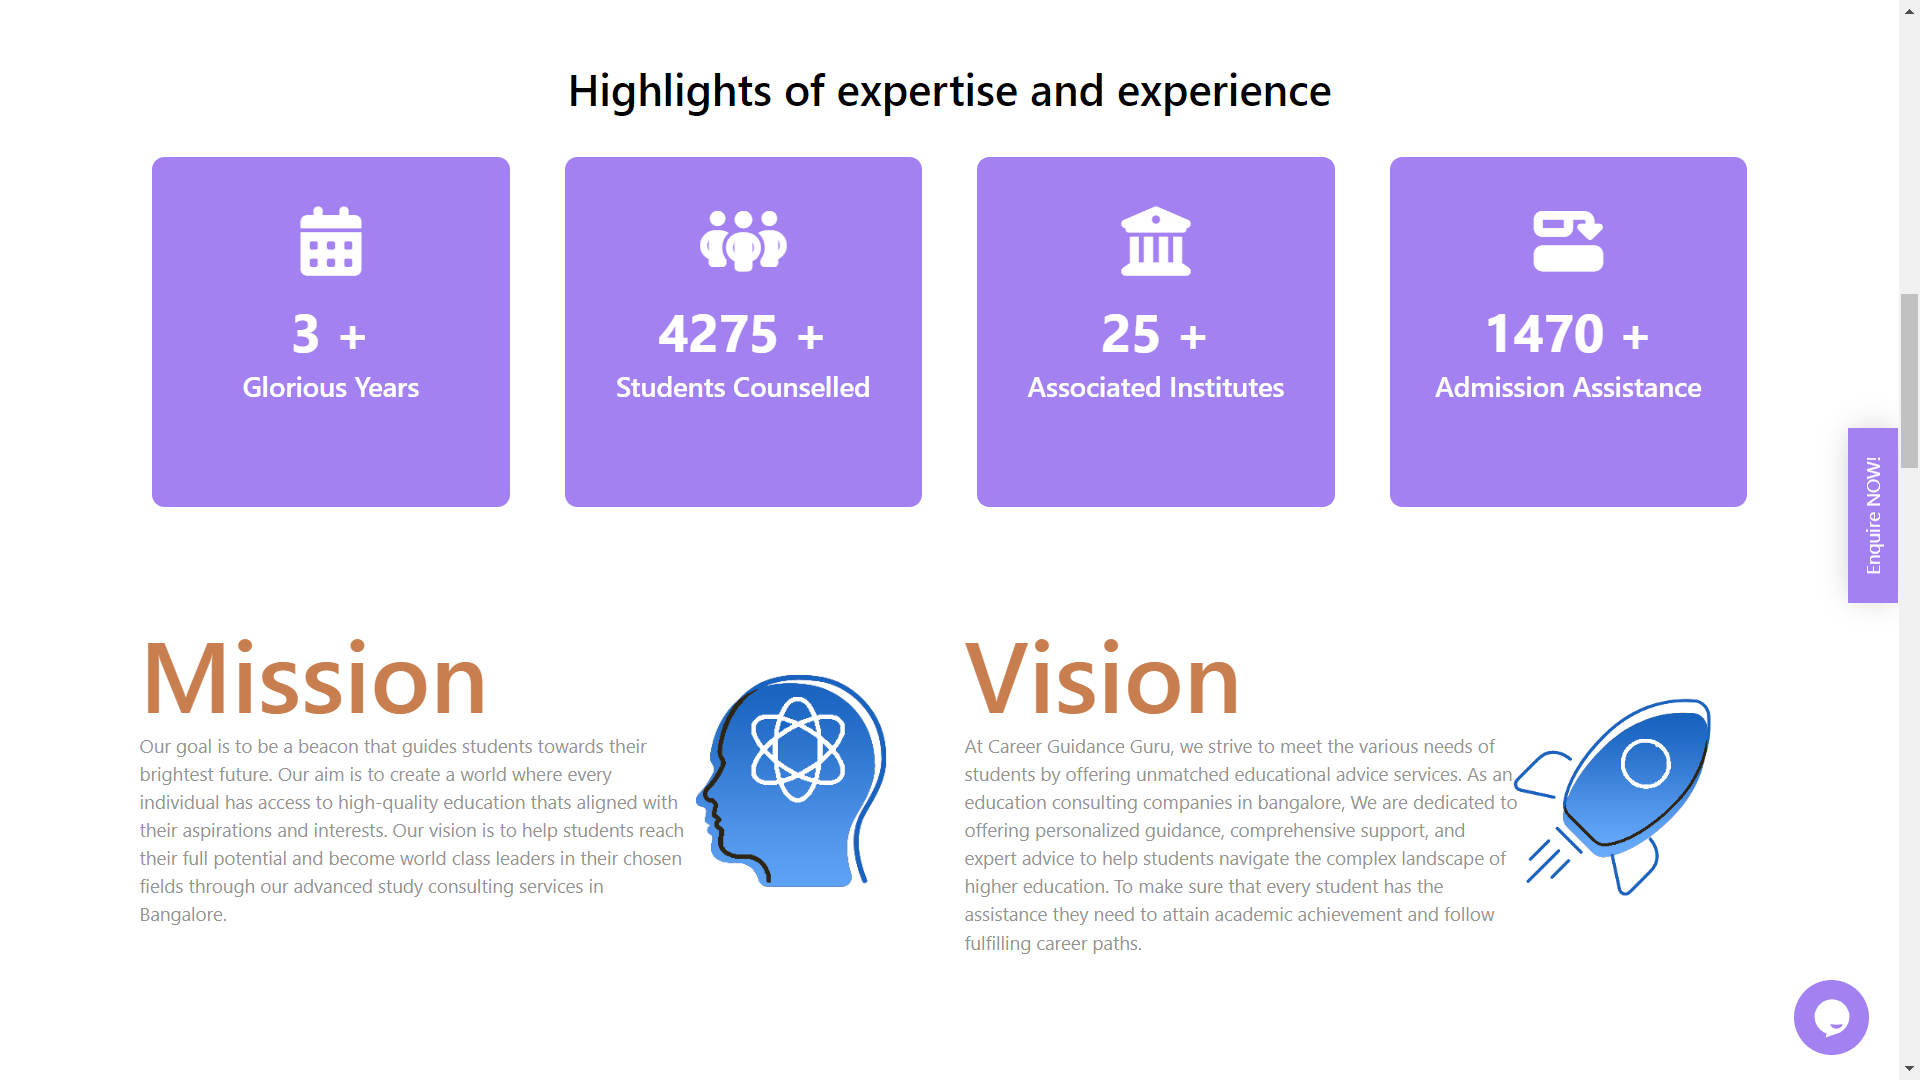 Highlights of expertise and experience
3 +
Glorious Years
4275 +
Students Counselled
25 +
Associated Institutes
1470 +
Admission Assistance
Enquire NOW!
Mission
Our goal is to be a beacon that guides students towards their
brightest future. Our aim is to create a world where every
individual has access to high-quality education thats aligned with
their aspirations and interests. Our vision is to help students reach
their full potential and become world class leaders in their chosen
fields through our advanced study consulting services in
Bangalore.
Vision
At Career Guidance Guru, we strive to meet the various needs of
students by offering unmatched educational advice services. As an
education consulting companies in bangalore, We are dedicated to
offering personalized guidance, comprehensive support, and
expert advice to help students navigate the complex landscape of
higher education. To make sure that every student has the
assistance they need to attain academic achievement and follow
fulfilling career paths.